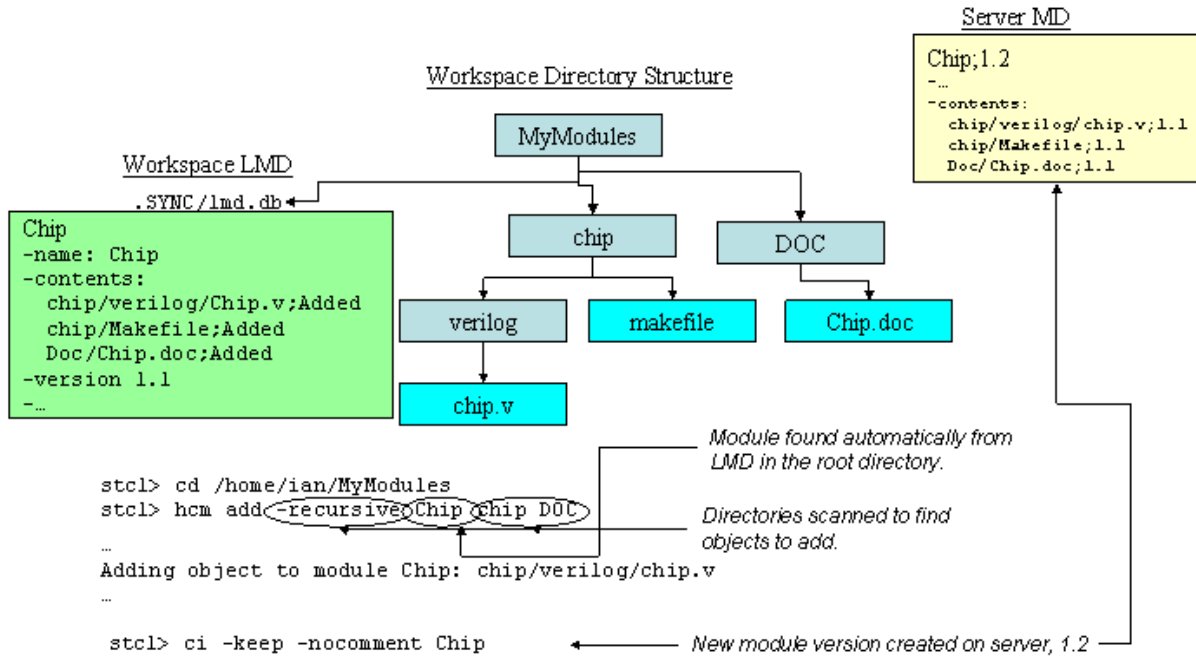 Server MD
Chip;1.2
-…
-contents:
chip/verilog/chip.v;1.1
chip/Makefile;1.1
Doc/Chip.doc;1.1
Workspace Directory Structure
MyModules
Workspace LMD
.SYNC/lmd.db
Chip
-name: Chip
-contents:
chip/verilog/Chip.v;Added
chip/Makefile;Added
Doc/Chip.doc;Added
-version 1.1
-…
chip
DOC
verilog
makefile
Chip.doc
chip.v
Module found automatically from
LMD in the root directory.
stcl> cd /home/ian/MyModules
stcl> hcm add -recursive Chip chip DOC
Directories scanned to find
objects to add.
…
Adding object to module Chip: chip/verilog/chip.v
…
stcl> ci -keep -nocomment Chip
New module version created on server, 1.2